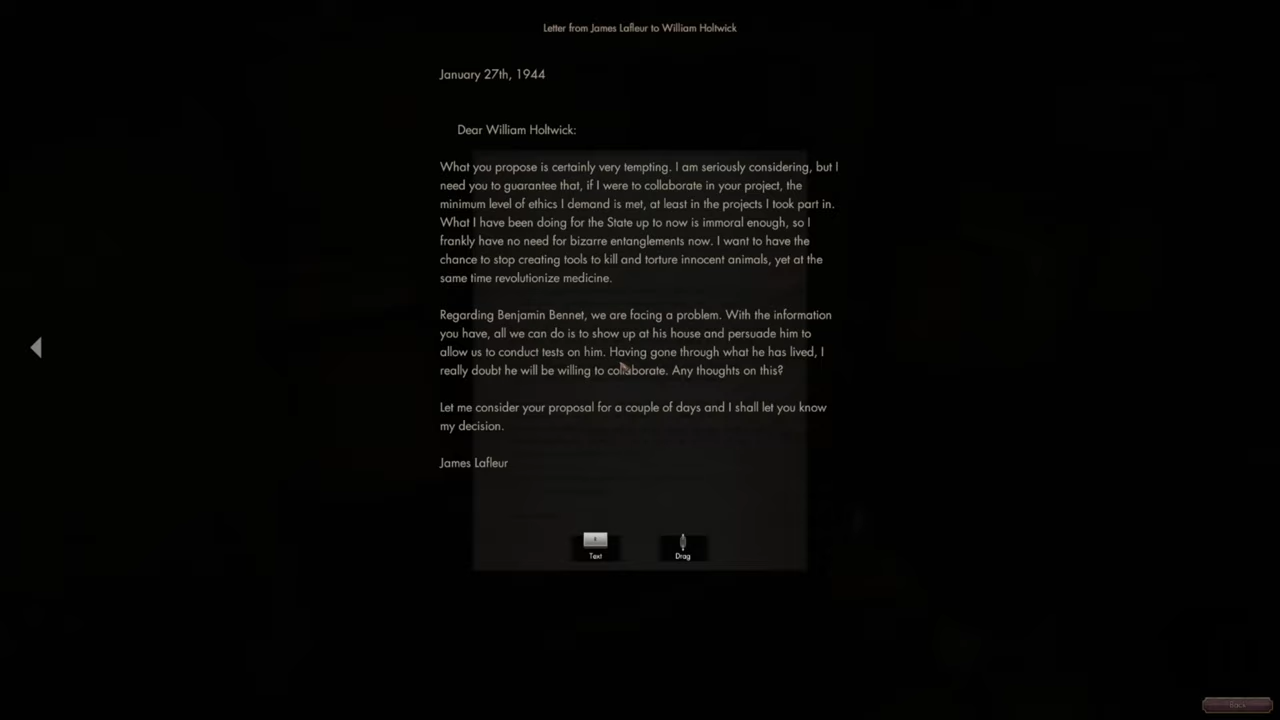 Letter from James Lafleur to William Holtwick
January 27th, 1944
Dear William Holtwick:
What you propose is certainly very tempting. I am seriously considering, but I
need you to guarantee that, if I were to collaborate in your project, the
minimum level of ethics I demand is met, at least in the projects I took part in.
What I have been doing for the State up to now is immoral enough, so I
frankly have no need for bizarre entanglements now. I want to have the
chance to stop creating tools to kill and torture innocent animals, yet at the
same time revolutionize medicine.
Regarding Benjamin Bennet, we are facing a problem. With the information
you have, all we can do is to show up at his house and persuade him to
allow us to conduct tests on him. Having gone through what he has lived, I
really doubt he will be willing to collaborate. Any thoughts on this?
Let me consider your proposal for a couple of days and I shall let you know
my decision.
James Lafleur
Text
Drag
Back